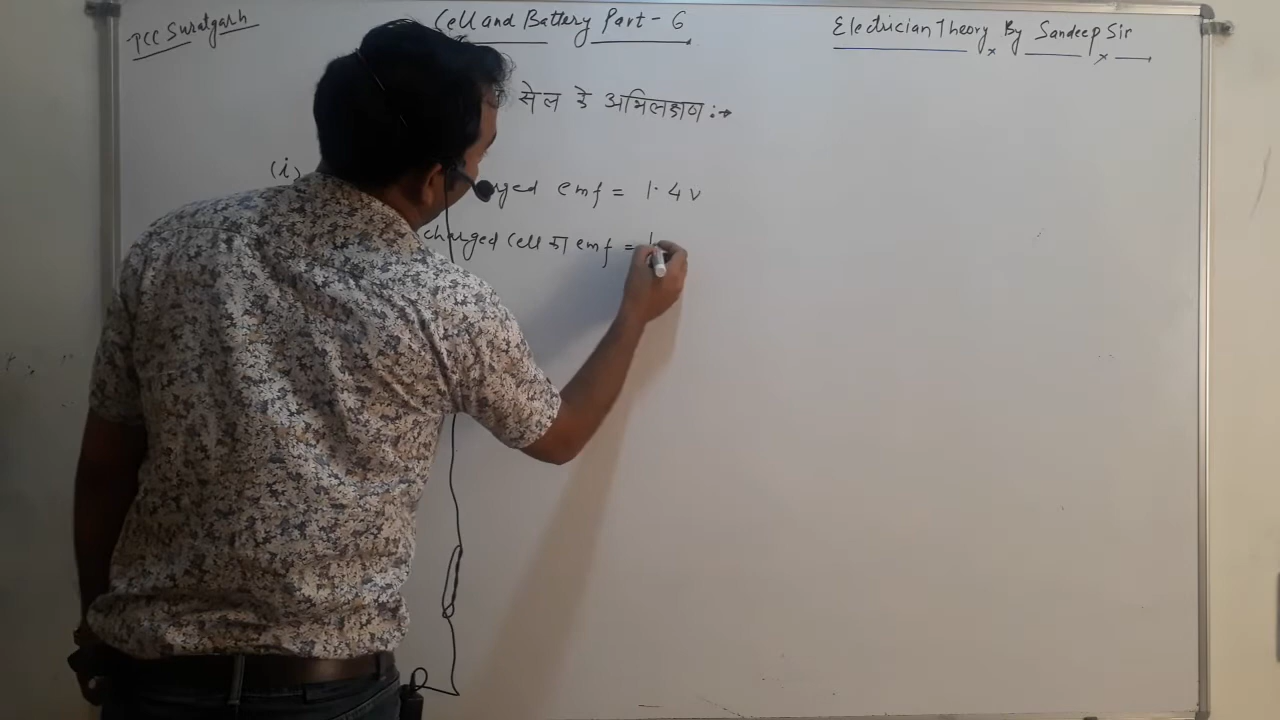 PCC Suratgarh
Cell and Battery Part - 6
Electrician Theory By Sandeep Sir
सेल के अभिलक्षण :→
(i) emf = 1.4 v
charged Cell का emf =